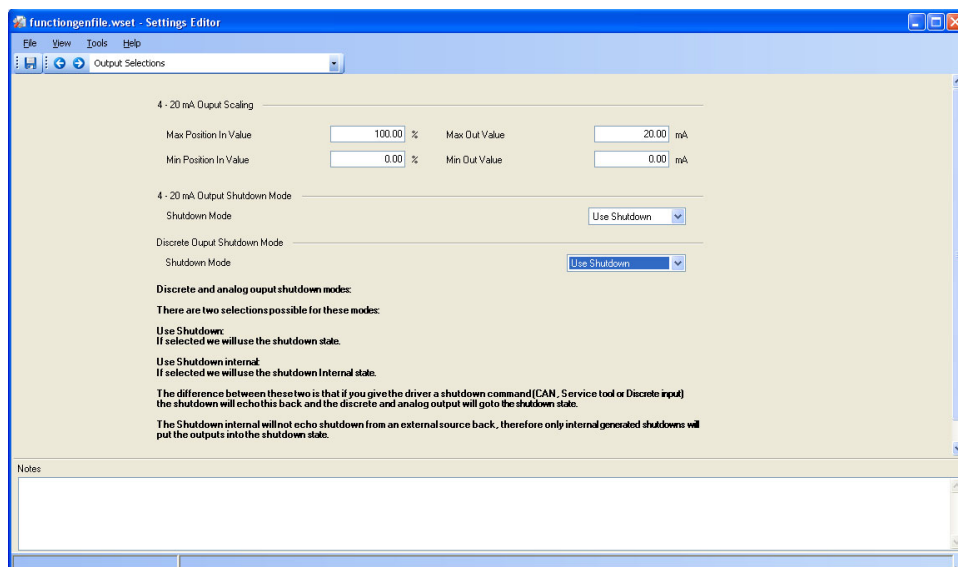 functiongenfile.wset - Settings Editor
File View Tools Help
Output Selections
4 - 20 mA Ouput Scaling
Max Position In Value 100.00 % Max Out Value 20.00 mA
Min Position In Value 0.00 % Min Out Value 0.00 mA
4 - 20 mA Output Shutdown Mode
Shutdown Mode Use Shutdown
Discrete Ouput Shutdown Mode
Shutdown Mode Use Shutdown
Discrete and analog ouput shutdown modes:
There are two selections possible for these modes:
Use Shutdown:
If selected we will use the shutdown state.
Use Shutdown internal:
If selected we will use the shutdown Internal state.
The difference between these two is that if you give the driver a shutdown command (CAN, Service tool or Discrete input)
the shutdown will echo this back and the discrete and analog output will goto the shutdown state.
The Shutdown internal will not echo shutdown from an external source back, therefore only internal generated shutdowns will
put the outputs into the shutdown state.
Notes